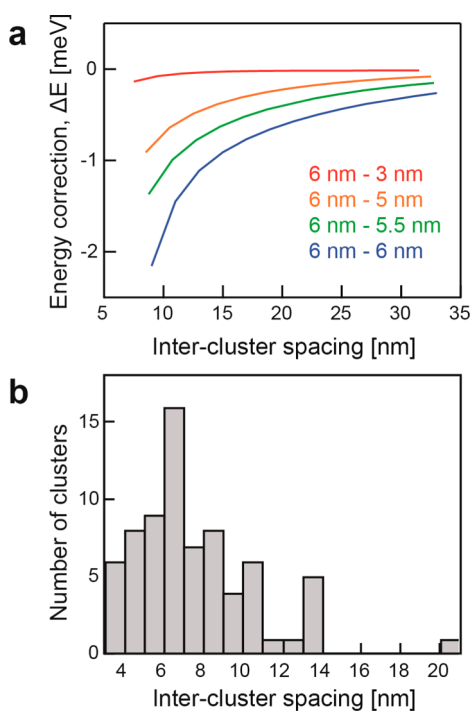 a
Energy correction, ΔE [meV]
0
-1
-2
6 nm - 3 nm
6 nm - 5 nm
6 nm - 5.5 nm
6 nm - 6 nm
5 10 15 20 25 30 35
Inter-cluster spacing [nm]
b
Number of clusters
15
10
5
0
4 6 8 10 12 14 16 18 20
Inter-cluster spacing [nm]